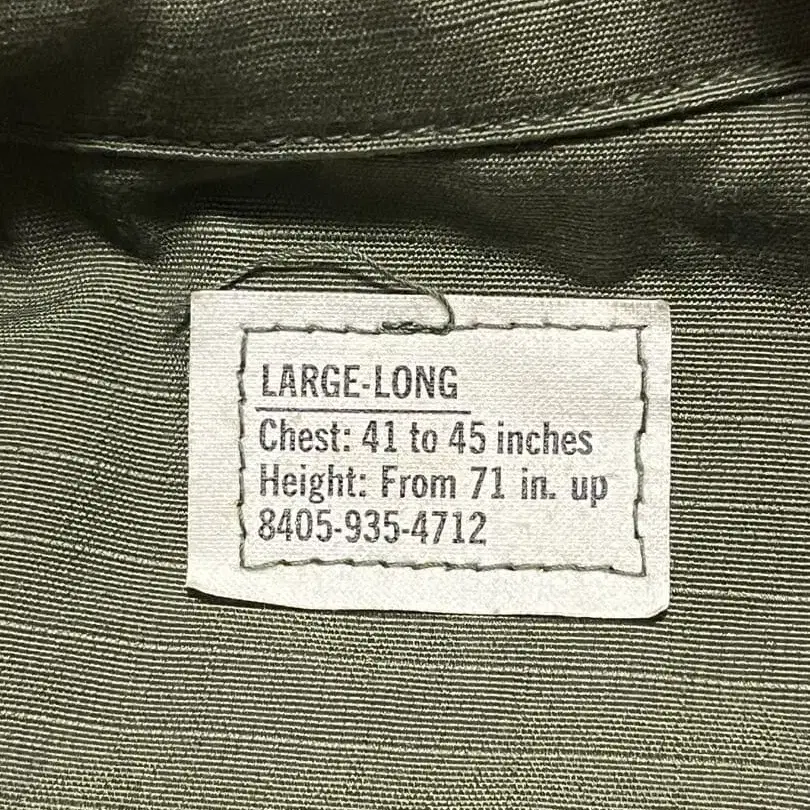 LARGE-LONG
Chest: 41 to 45 inches
Height: From 71 in. up
8405-935-4712